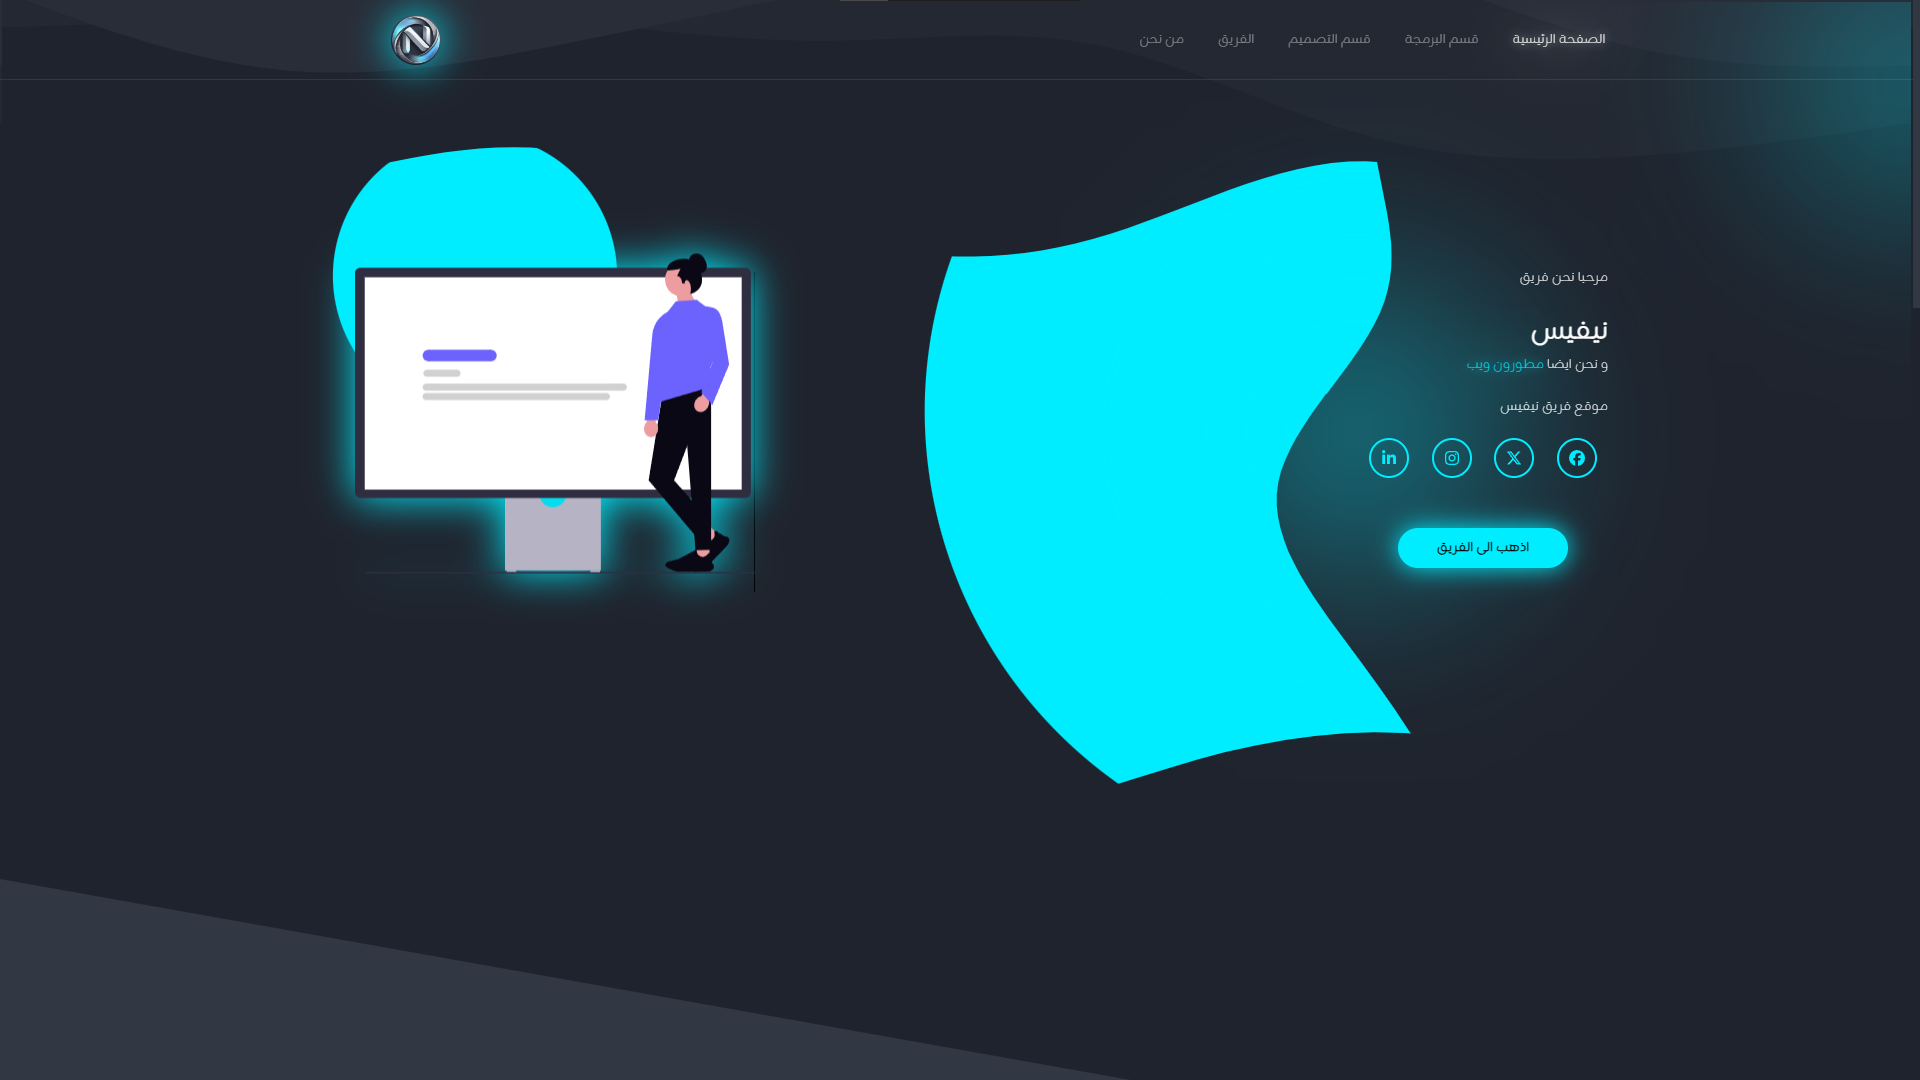 الصفحة الرئيسية
قسم البرمجة
قسم التصميم
الفريق
من نحن
مرحبا نحن فريق
نيفيس
و نحن ايضا مطورون ويب
موقع فريق نيفيس
اذهب الى الفريق